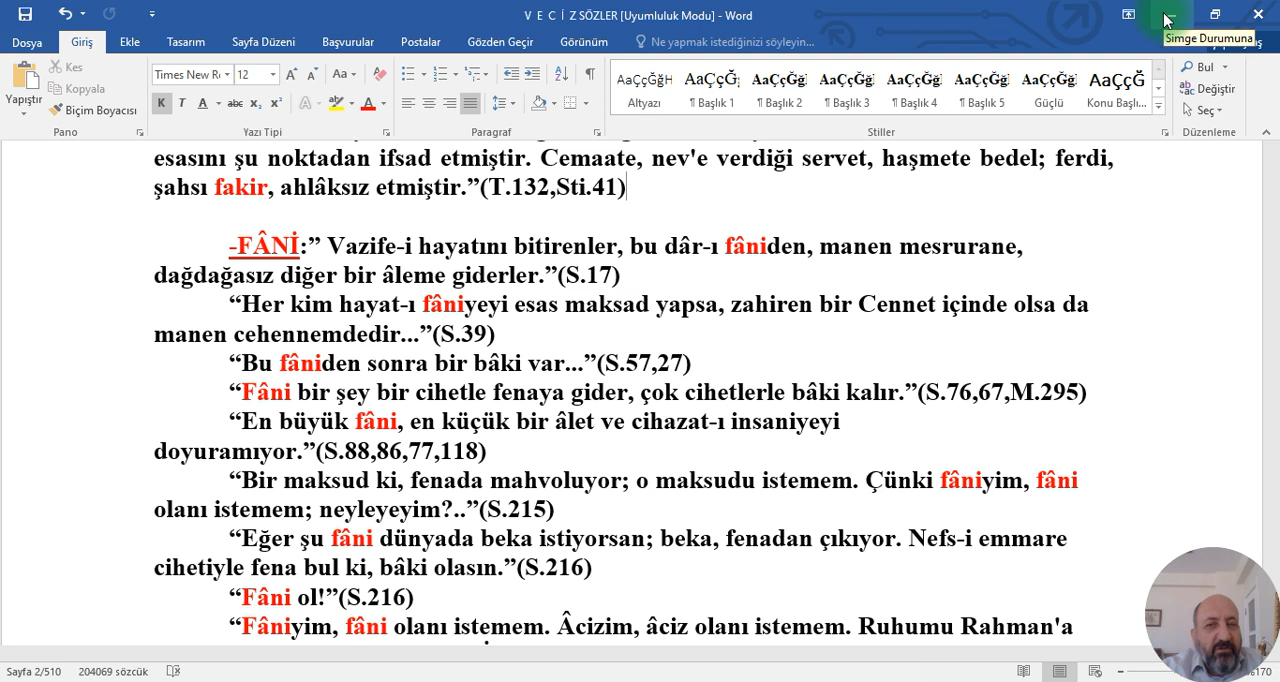 V E C İ Z SÖZLER [Uyumluluk Modu] - Word
Simge Durumuna
Dosya Giriş Ekle Tasarım Sayfa Düzeni Başvurular Postalar Gözden Geçir Görünüm Ne yapmak istediğinizi söyleyin...
Yapıştır
Kes
Kopyala
Biçim Boyacısı
Times New Ro 12
AaÇçĞğH AaÇçĞğ AaÇçĞğ AaÇçĞğ AaÇçĞğ AaÇçĞğ AaÇçĞğ AaÇçĞ
Altyazı ¶ Başlık 1 ¶ Başlık 2 ¶ Başlık 3 ¶ Başlık 4 ¶ Başlık 5 Güçlü Konu Başlı...
Bul
Değiştir
Seç
Pano Yazı Tipi Paragraf Stiller Düzenleme
esasını şu noktadan ifsad etmiştir. Cemaate, nev'e verdiği servet, haşmete bedel; ferdi,
şahsı fakir, ahlâksız etmiştir.”(T.132,Sti.41)
-FÂNİ:” Vazife-i hayatını bitirenler, bu dâr-ı fâniden, manen mesrurane,
dağdağasız diğer bir âleme giderler.”(S.17)
“Her kim hayat-ı fâniyeyi esas maksad yapsa, zahiren bir Cennet içinde olsa da
manen cehennemdedir...”(S.39)
“Bu fâniden sonra bir bâki var...”(S.57,27)
“Fâni bir şey bir cihetle fenaya gider, çok cihetlerle bâki kalır.”(S.76,67,M.295)
“En büyük fâni, en küçük bir âlet ve cihazat-ı insaniyeyi
doyuramıyor.”(S.88,86,77,118)
“Bir maksud ki, fenada mahvoluyor; o maksudu istemem. Çünki fâniyim, fâni
olanı istemem; neyleyeyim?..”(S.215)
“Eğer şu fâni dünyada beka istiyorsan; beka, fenadan çıkıyor. Nefs-i emmare
cihetiyle fena bul ki, bâki olasın.”(S.216)
“Fâni ol!”(S.216)
“Fâniyim, fâni olanı istemem. Âcizim, âciz olanı istemem. Ruhumu Rahman'a
Sayfa 2/510 204069 sözcük %170